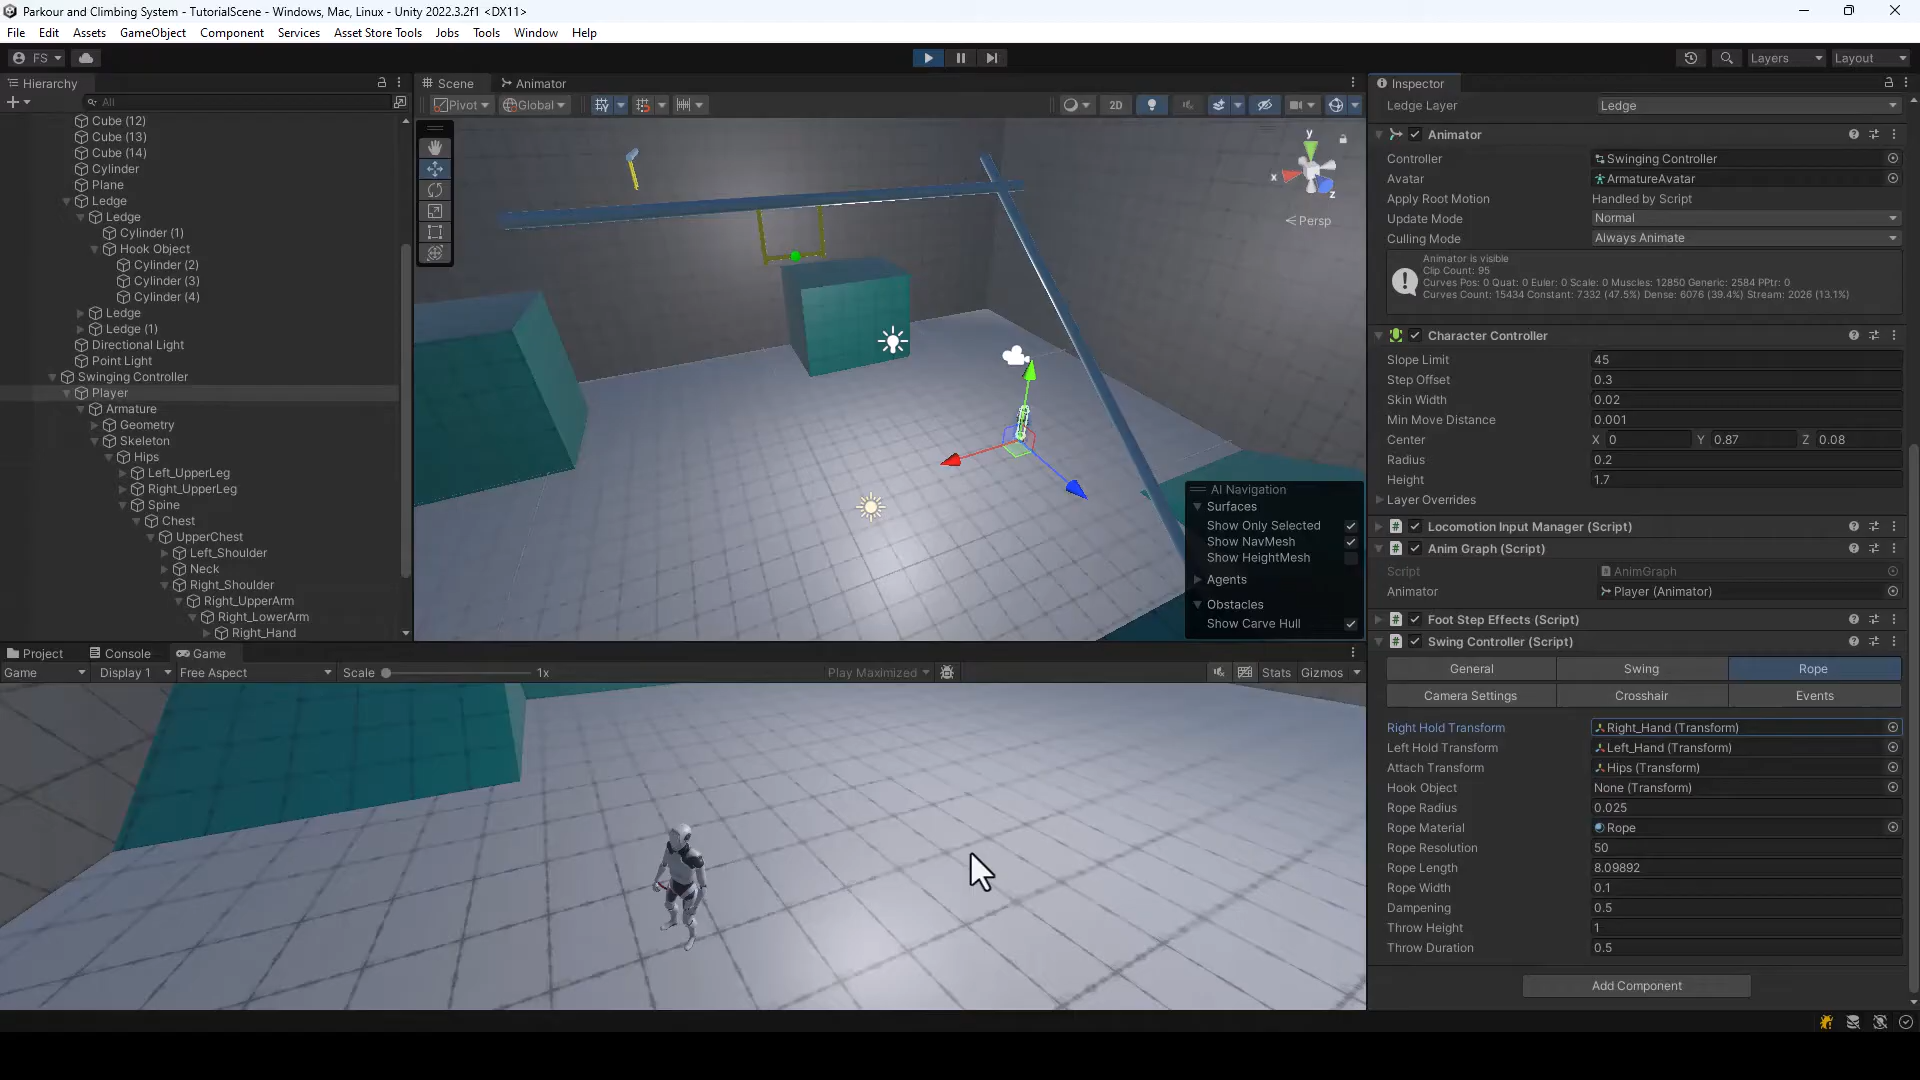 Parkour and Climbing System - TutorialScene - Windows, Mac, Linux - Unity 2022.3.2f1 <DX11>
File Edit Assets GameObject Component Services Asset Store Tools Jobs Tools Window Help
FS
Layers
Layout
Hierarchy
All
Cube (12)
Cube (13)
Cube (14)
Cylinder
Plane
Ledge
Ledge
Cylinder (1)
Hook Object
Cylinder (2)
Cylinder (3)
Cylinder (4)
Ledge
Ledge (1)
Directional Light
Point Light
Swinging Controller
Player
Armature
Geometry
Skeleton
Hips
Left_UpperLeg
Right_UpperLeg
Spine
Chest
UpperChest
Left_Shoulder
Neck
Right_Shoulder
Right_UpperArm
Right_LowerArm
Right_Hand
Scene Animator
Pivot Global 2D
y
x
z
Persp
AI Navigation
Surfaces
Show Only Selected
Show NavMesh
Show HeightMesh
Agents
Obstacles
Show Carve Hull
Project Console Game
Game Display 1 Free Aspect Scale 1x Play Maximized Stats Gizmos
Inspector
Ledge Layer Ledge
Animator
Controller Swinging Controller
Avatar ArmatureAvatar
Apply Root Motion Handled by Script
Update Mode Normal
Culling Mode Always Animate
Animator is visible
Clip Count: 95
Curves Pos: 0 Quat: 0 Euler: 0 Scale: 0 Muscles: 12850 Generic: 2584 PPtr: 0
Curves Count: 15434 Constant: 7332 (47.5%) Dense: 6076 (39.4%) Stream: 2026 (13.1%)
Character Controller
Slope Limit 45
Step Offset 0.3
Skin Width 0.02
Min Move Distance 0.001
Center X 0 Y 0.87 Z 0.08
Radius 0.2
Height 1.7
Layer Overrides
Locomotion Input Manager (Script)
Anim Graph (Script)
Script AnimGraph
Animator Player (Animator)
Foot Step Effects (Script)
Swing Controller (Script)
General Swing Rope
Camera Settings Crosshair Events
Right Hold Transform Right_Hand (Transform)
Left Hold Transform Left_Hand (Transform)
Attach Transform Hips (Transform)
Hook Object None (Transform)
Rope Radius 0.025
Rope Material Rope
Rope Resolution 50
Rope Length 8.09892
Rope Width 0.1
Dampening 0.5
Throw Height 1
Throw Duration 0.5
Add Component